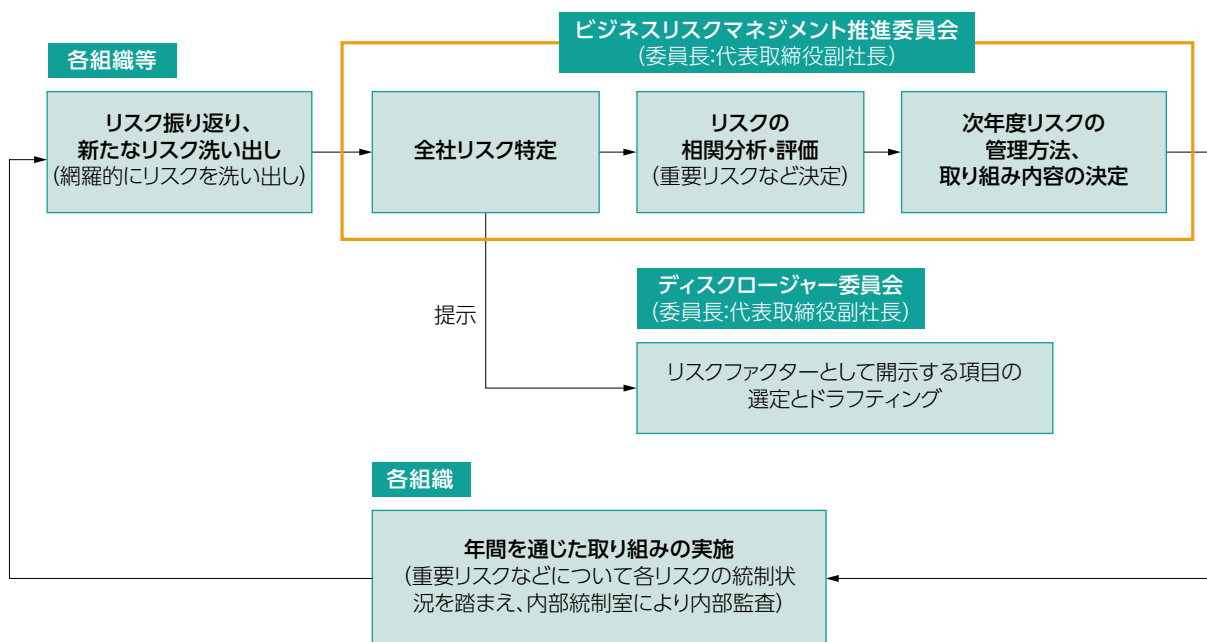 ビジネスリスクマネジメント推進委員会
(委員長:代表取締役副社長)
各組織等
リスク振り返り、
新たなリスク洗い出し
(網羅的にリスクを洗い出し)
全社リスク特定
リスクの
相関分析・評価
(重要リスクなど決定)
次年度リスクの
管理方法、
取り組み内容の決定
提示
ディスクロージャー委員会
(委員長:代表取締役副社長)
リスクファクターとして開示する項目の
選定とドラフティング
各組織
年間を通じた取り組みの実施
(重要リスクなどについて各リスクの統制状
況を踏まえ、内部統制室により内部監査)